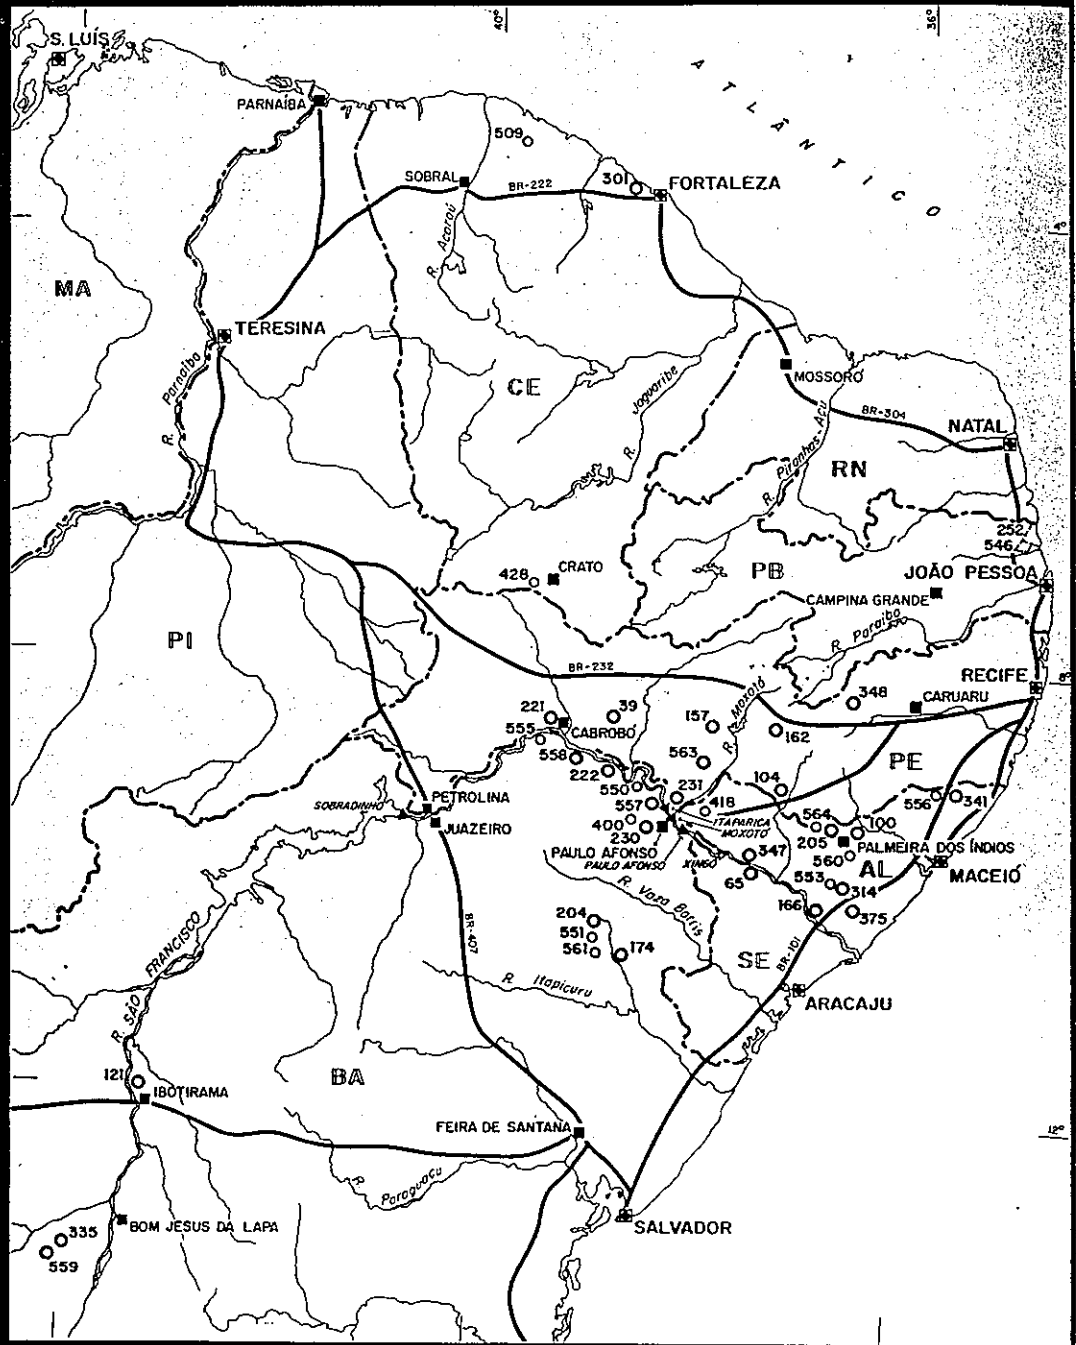 40°
36°
S. LUÍS
PARNAÍBA
ATLÂNTICO
509
SOBRAL
BR-222
301
FORTALEZA
R. Acaraú
4°
MA
TERESINA
R. Parnaíba
CE
R. Jaguaribe
MOSSORÓ
BR-304
NATAL
R. Piranhas-Açu
RN
252
546
428
CRATO
PB
JOÃO PESSOA
CAMPINA GRANDE
PI
R. Paraíba
BR-232
RECIFE
8°
221
39
157
R. Moxotó
348
CARUARU
555
CABROBÓ
162
558
563
PE
222
550
231
104
556
341
SOBRADINHO
PETROLINA
557
418
JUAZEIRO
400
ITAPARICA
MOXOTÓ
564
100
230
205
PALMEIRA DOS ÍNDIOS
PAULO AFONSO
PAULO AFONSO
XINGÓ
347
560
AL
MACEIÓ
65
553
314
R. Vaza Barris
166
375
204
551
561
174
BR-407
SE
BR-101
R. SÃO FRANCISCO
R. Itapicuru
ARACAJU
121
IBOTIRAMA
BA
FEIRA DE SANTANA
12°
R. Paraguaçu
BOM JESUS DA LAPA
SALVADOR
335
559